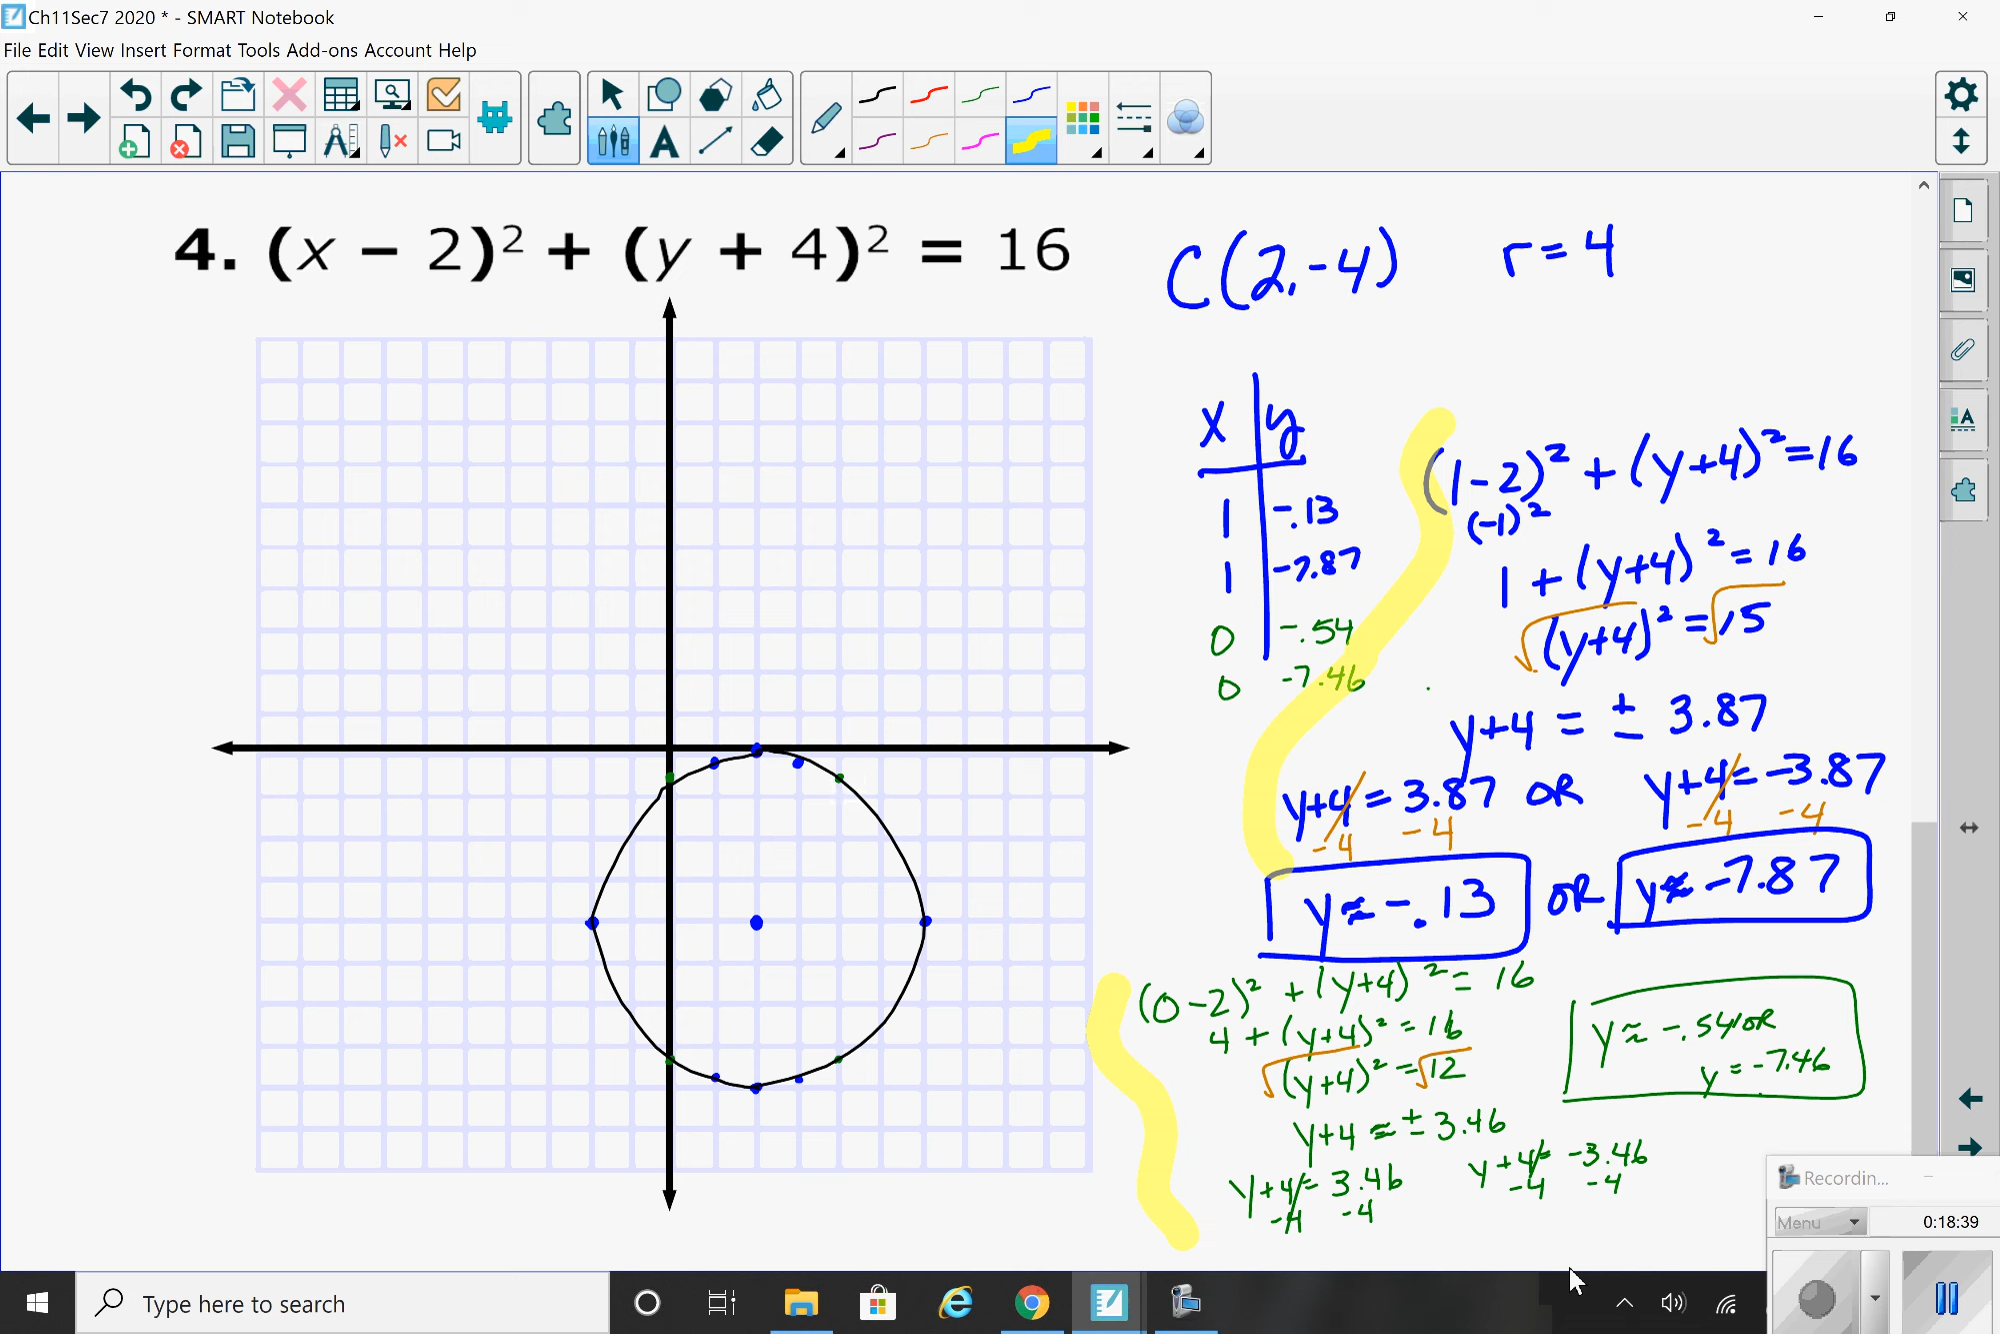 Ch11Sec7 2020 * - SMART Notebook
File Edit View Insert Format Tools Add-ons Account Help
4. (x − 2)² + (y + 4)² = 16
C(2,-4) r=4
x y
1 -.13
1 -7.87
0 -.54
0 -7.46
(1-2)² + (y+4)² = 16
(-1)²
1 + (y+4)² = 16
√(y+4)² = √15
y+4 = ± 3.87
y+4 = 3.87 OR y+4 = -3.87
-4 -4 -4 -4
y ≈ -.13 OR y ≈ -7.87
(0-2)² + (y+4)² = 16
4 + (y+4)² = 16
√(y+4)² = √12
y+4 ≈ ± 3.46
y+4 = 3.46 y+4 = -3.46
-4 -4 -4 -4
y ≈ -.54 OR
y = -7.46
Recordin...
Menu 0:18:39
Type here to search